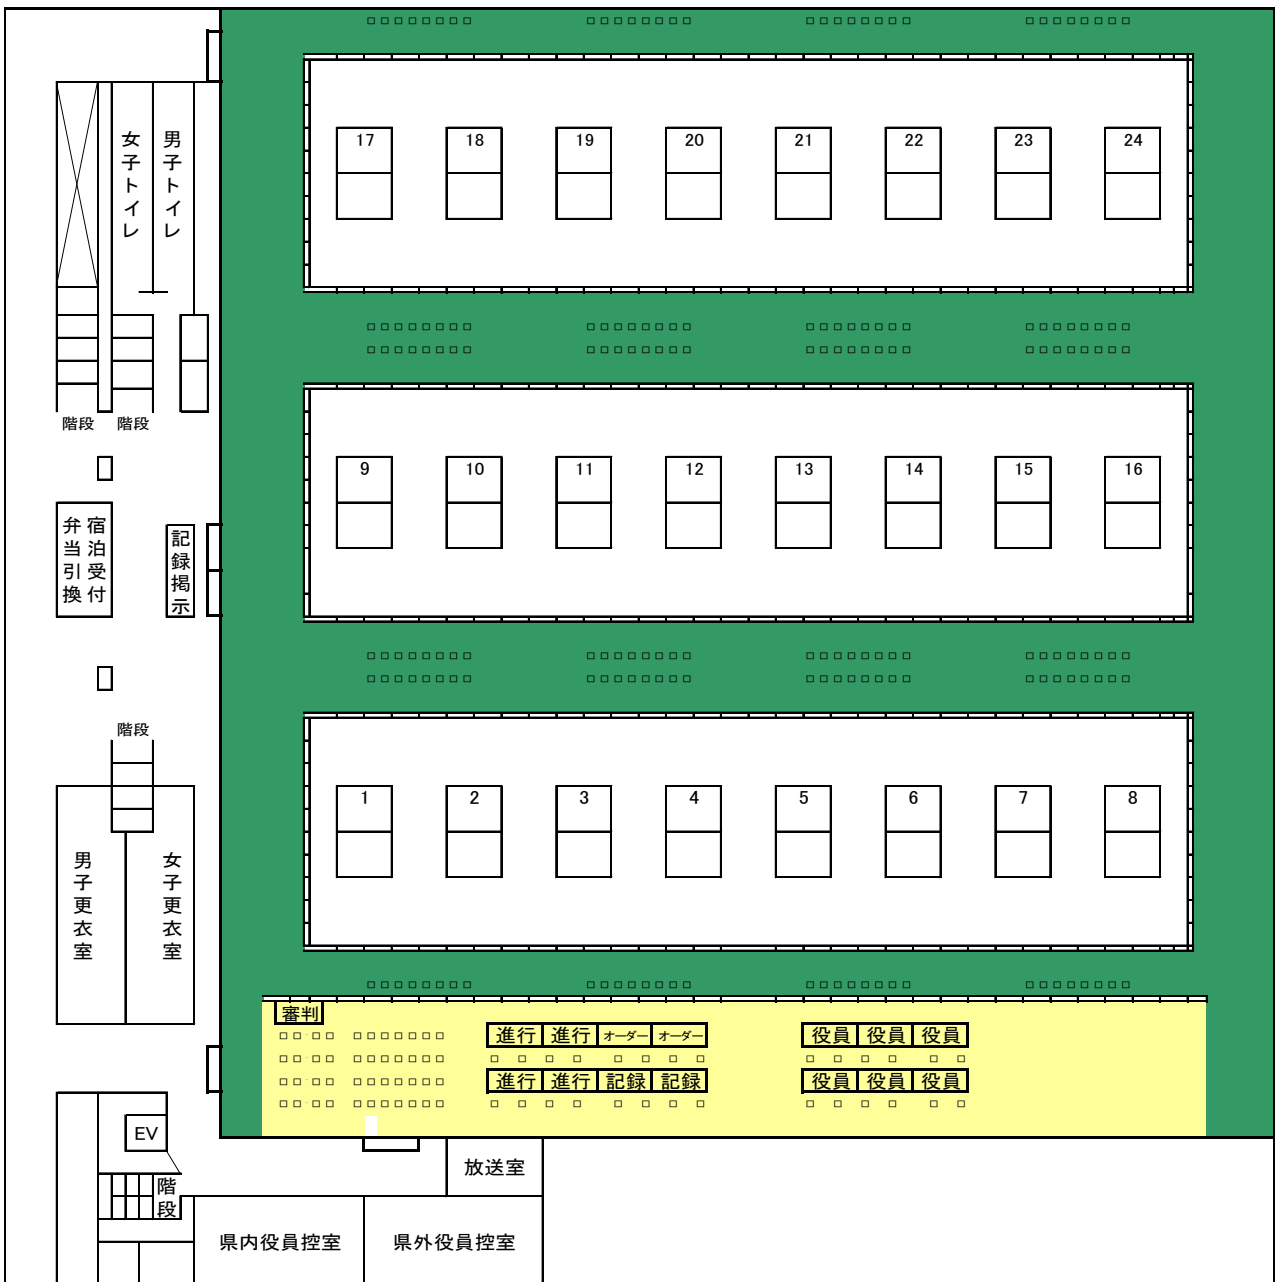 17 18 19 20 21 22 23 24
女子トイレ
男子トイレ
階段 階段
9 10 11 12 13 14 15 16
宿泊受付
弁当引換
記録掲示
階段
1 2 3 4 5 6 7 8
男子更衣室
女子更衣室
審判
進行 進行 オーダー オーダー 役員 役員 役員
進行 進行 記録 記録 役員 役員 役員
EV
放送室
階段
県内役員控室 県外役員控室